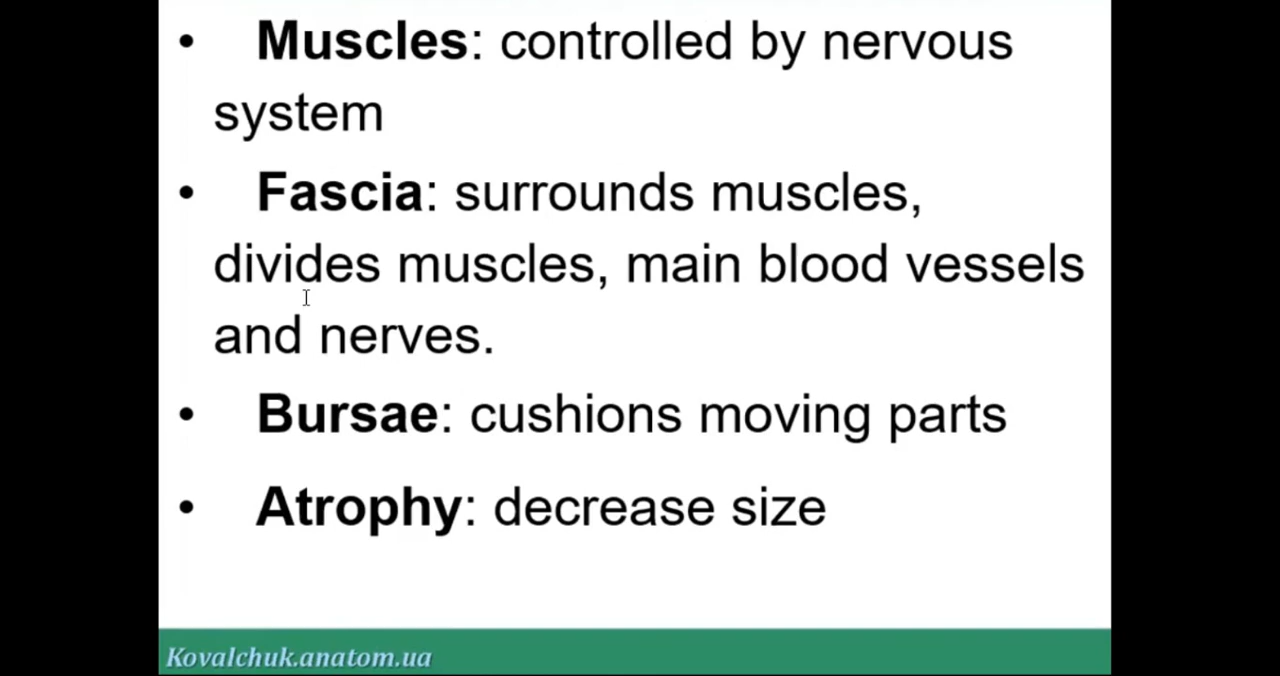 • Muscles: controlled by nervous
system
• Fascia: surrounds muscles,
divides muscles, main blood vessels
and nerves.
• Bursae: cushions moving parts
• Atrophy: decrease size
Kovalchuk.anatom.ua